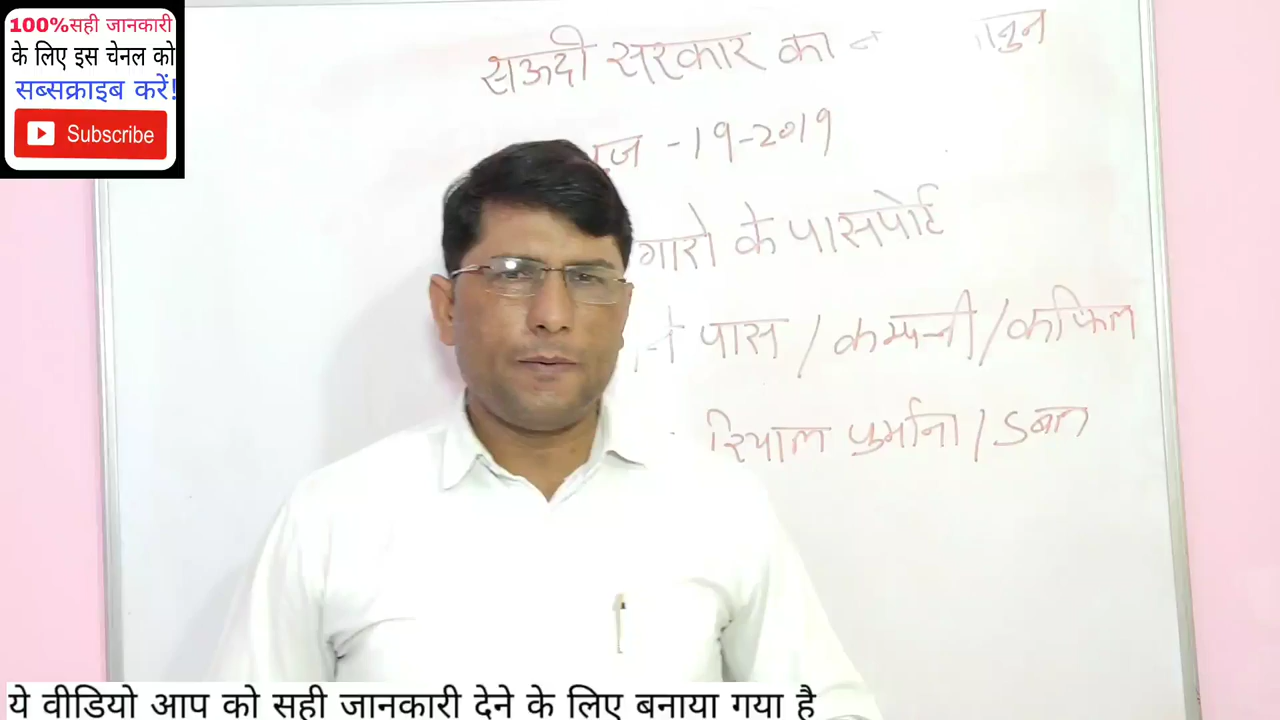 100%सही जानकारी
के लिए इस चेनल को
सब्सक्राइब करें!
Subscribe
सऊदी सरकार का
-19-2019
के पासपोर्ट
पास / कम्पनी / कफिल
रियाल जुर्माना / डबल
ये वीडियो आप को सही जानकारी देने के लिए बनाया गया है